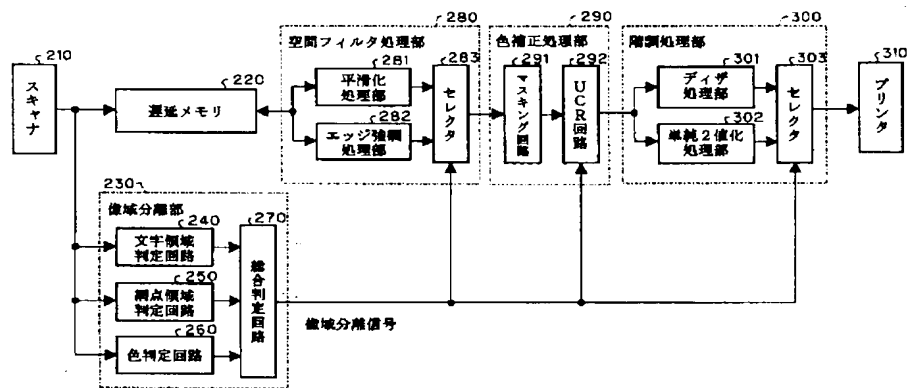 280
290
300
空間フィルタ処理部
色補正処理部
階調処理部
210
スキャナ
220
遅延メモリ
281
平滑化
処理部
282
エッジ強調
処理部
283
セレクタ
291
マスキング回路
292
UCR回路
301
ディザ
処理部
302
単純2値化
処理部
303
セレクタ
310
プリンタ
230
像域分離部
240
文字領域
判定回路
250
網点領域
判定回路
260
色判定回路
270
総合判定回路
像域分離信号